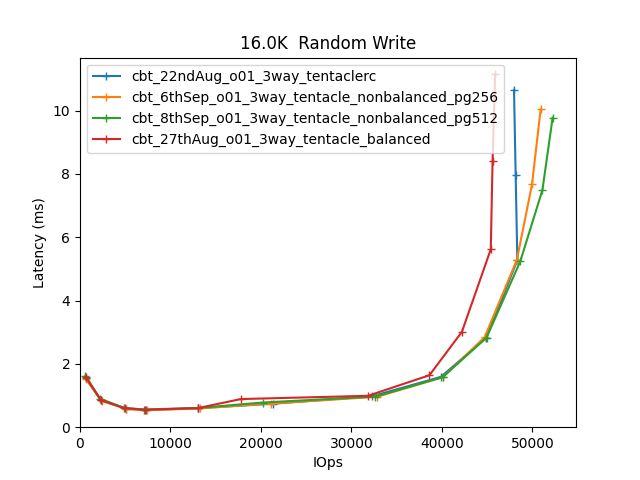 16.0K  Random Write
cbt_22ndAug_o01_3way_tentaclerc
cbt_6thSep_o01_3way_tentacle_nonbalanced_pg256
cbt_8thSep_o01_3way_tentacle_nonbalanced_pg512
cbt_27thAug_o01_3way_tentacle_balanced
Latency (ms)
10
8
6
4
2
0
0 10000 20000 30000 40000 50000
IOps